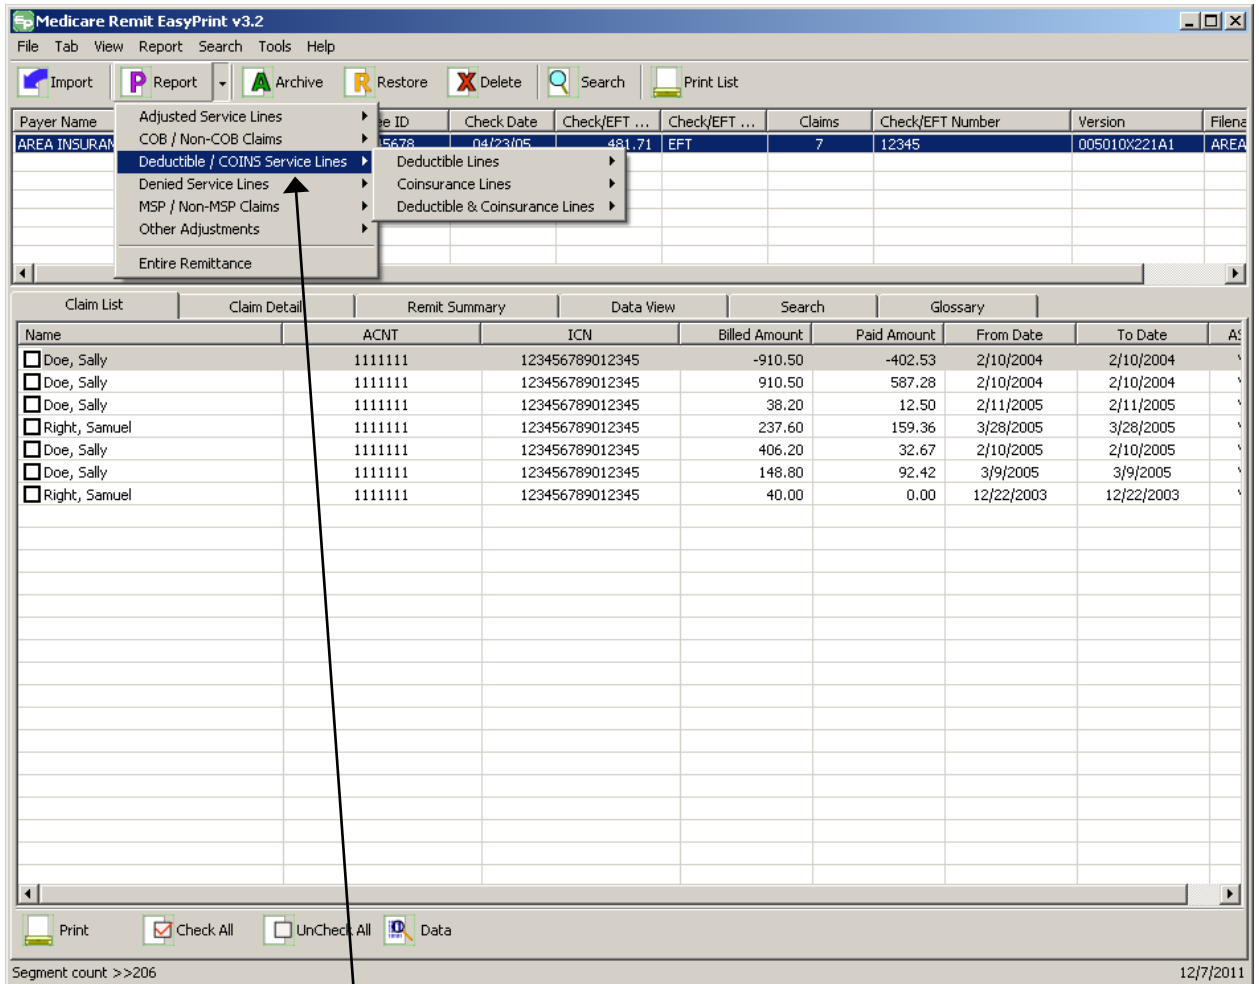 Medicare Remit EasyPrint v3.2
File Tab View Report Search Tools Help
Import Report Archive Restore Delete Search Print List
Payer Name ee ID Check Date Check/EFT ... Check/EFT ... Claims Check/EFT Number Version Filena
AREA INSURAN 45678 04/23/05 481.71 EFT 7 12345 005010X221A1 AREA
Adjusted Service Lines
COB / Non-COB Claims
Deductible / COINS Service Lines
Denied Service Lines
MSP / Non-MSP Claims
Other Adjustments
Entire Remittance
Deductible Lines
Coinsurance Lines
Deductible & Coinsurance Lines
Claim List Claim Detail Remit Summary Data View Search Glossary
Name ACNT ICN Billed Amount Paid Amount From Date To Date AS
Doe, Sally 1111111 123456789012345 -910.50 -402.53 2/10/2004 2/10/2004
Doe, Sally 1111111 123456789012345 910.50 587.28 2/10/2004 2/10/2004
Doe, Sally 1111111 123456789012345 38.20 12.50 2/11/2005 2/11/2005
Right, Samuel 1111111 123456789012345 237.60 159.36 3/28/2005 3/28/2005
Doe, Sally 1111111 123456789012345 406.20 32.67 2/10/2005 2/10/2005
Doe, Sally 1111111 123456789012345 148.80 92.42 3/9/2005 3/9/2005
Right, Samuel 1111111 123456789012345 40.00 0.00 12/22/2003 12/22/2003
Print Check All UnCheck All Data
Segment count >>206 12/7/2011